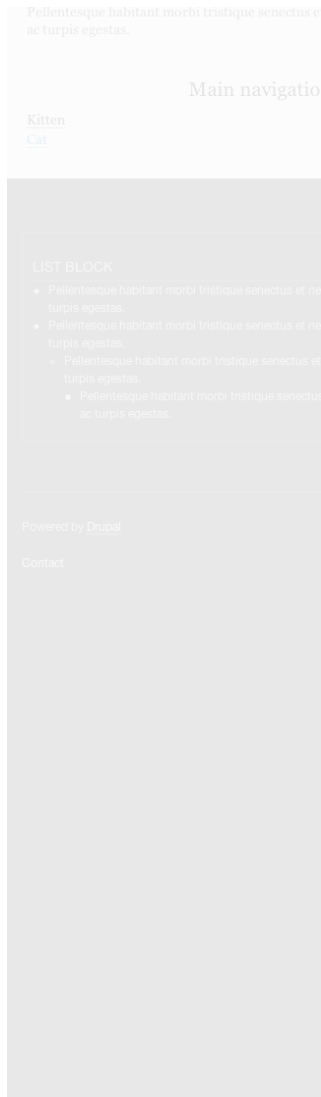 Pellentesque habitant morbi tristique senectus e
ac turpis egestas.
Main navigatio
Kitten
Cat
LIST BLOCK
Pellentesque habitant morbi tristique senectus et ne
turpis egestas.
Pellentesque habitant morbi tristique senectus et ne
turpis egestas.
Pellentesque habitant morbi tristique senectus et
turpis egestas.
Pellentesque habitant morbi tristique senectus
ac turpis egestas.
Powered by Drupal
Contact